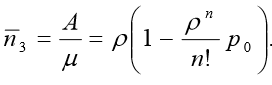 n̄₃ = A/μ = ρ(1 − ρⁿ/n! p₀).